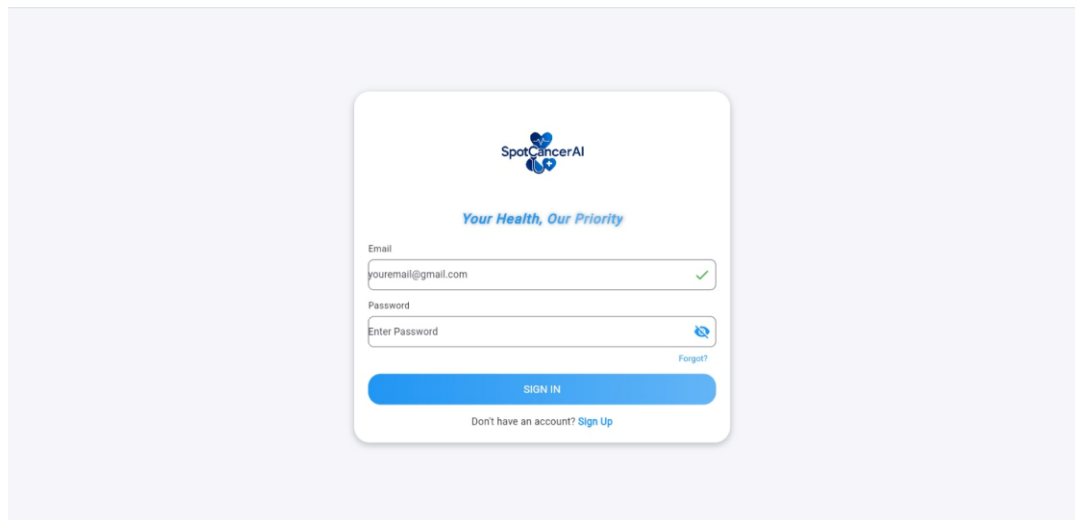 SpotCancerAI
Your Health, Our Priority
Email
youremail@gmail.com
Password
Enter Password
Forgot?
SIGN IN
Don't have an account? Sign Up